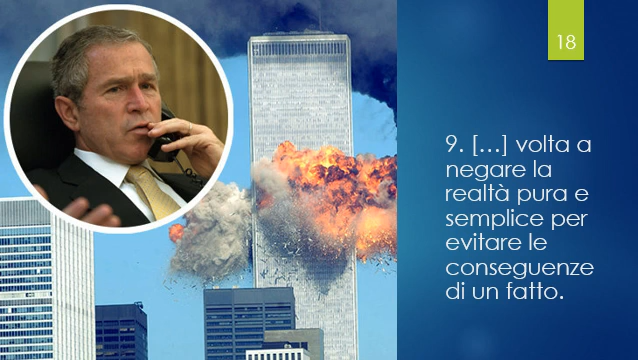 18
9. […] volta a
negare la
realtà pura e
semplice per
evitare le
conseguenze
di un fatto.